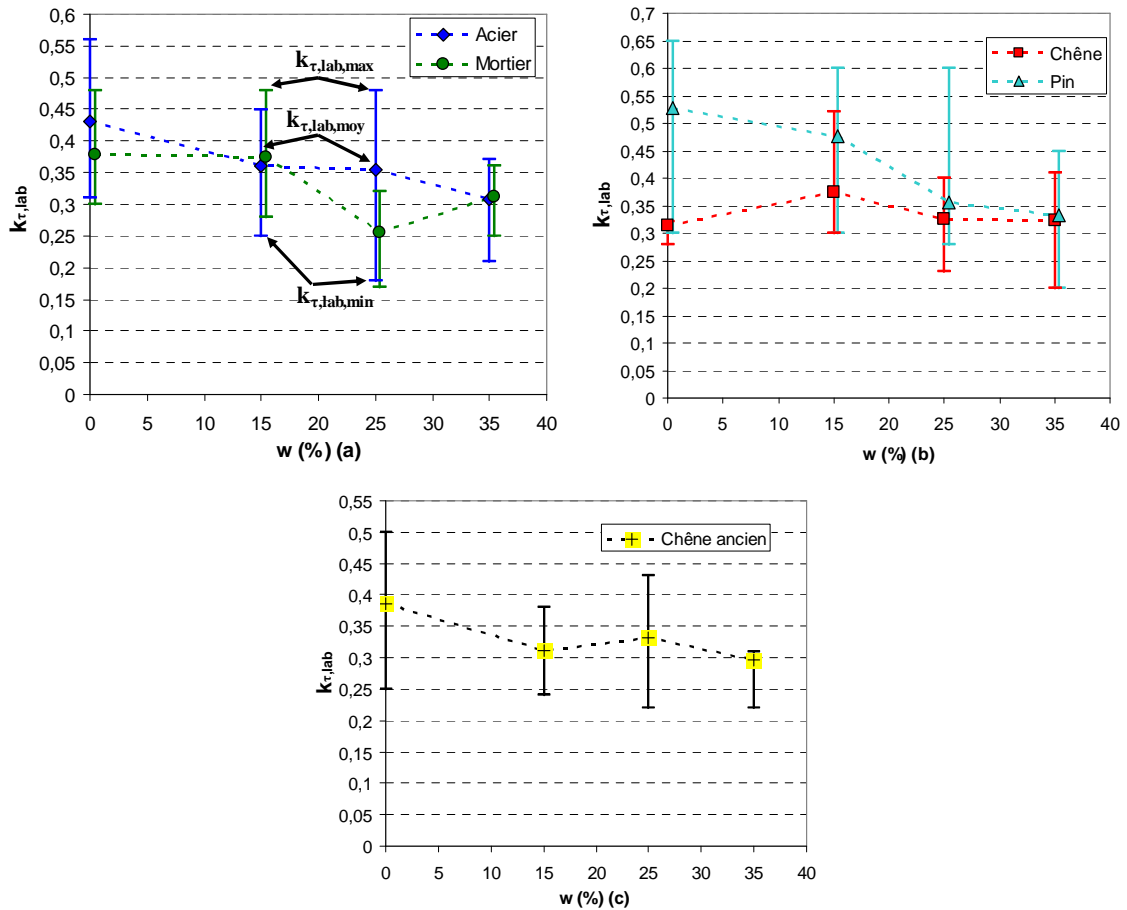 0,6
0,55
0,5
0,45
0,4
0,35
0,3
0,25
0,2
0,15
0,1
0,05
0
kτ,lab
Acier
Mortier
kτ,lab,max
kτ,lab,moy
kτ,lab,min
0 5 10 15 20 25 30 35 40
w (%) (a)
0,7
0,65
0,6
0,55
0,5
0,45
0,4
0,35
0,3
0,25
0,2
0,15
0,1
0,05
0
kτ,lab
Chêne
Pin
0 5 10 15 20 25 30 35 40
w (%) (b)
0,55
0,5
0,45
0,4
0,35
0,3
0,25
0,2
0,15
0,1
0,05
0
kτ,lab
Chêne ancien
0 5 10 15 20 25 30 35 40
w (%) (c)